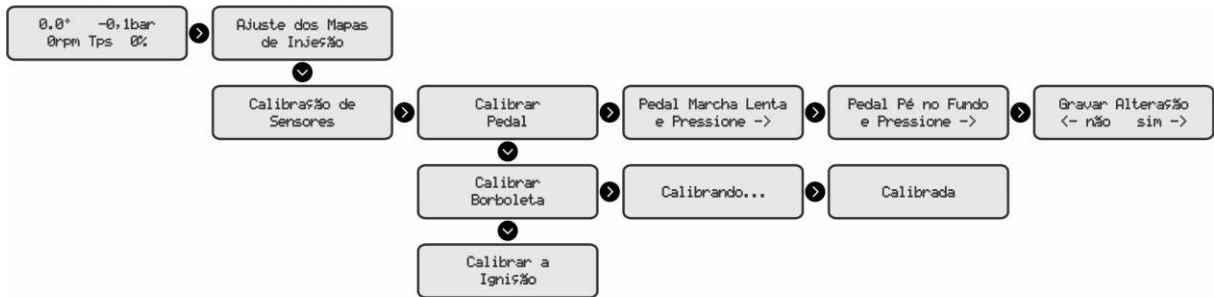 0.0° -0,1bar
0rpm Tps 0%
Ajuste dos Mapas
de Injeção
Calibração de
Sensores
Calibrar
Pedal
Pedal Marcha Lenta
e Pressione ->
Pedal Pé no Fundo
e Pressione ->
Gravar Alteração
<- não sim ->
Calibrar
Borboleta
Calibrando...
Calibrada
Calibrar a
Ignição